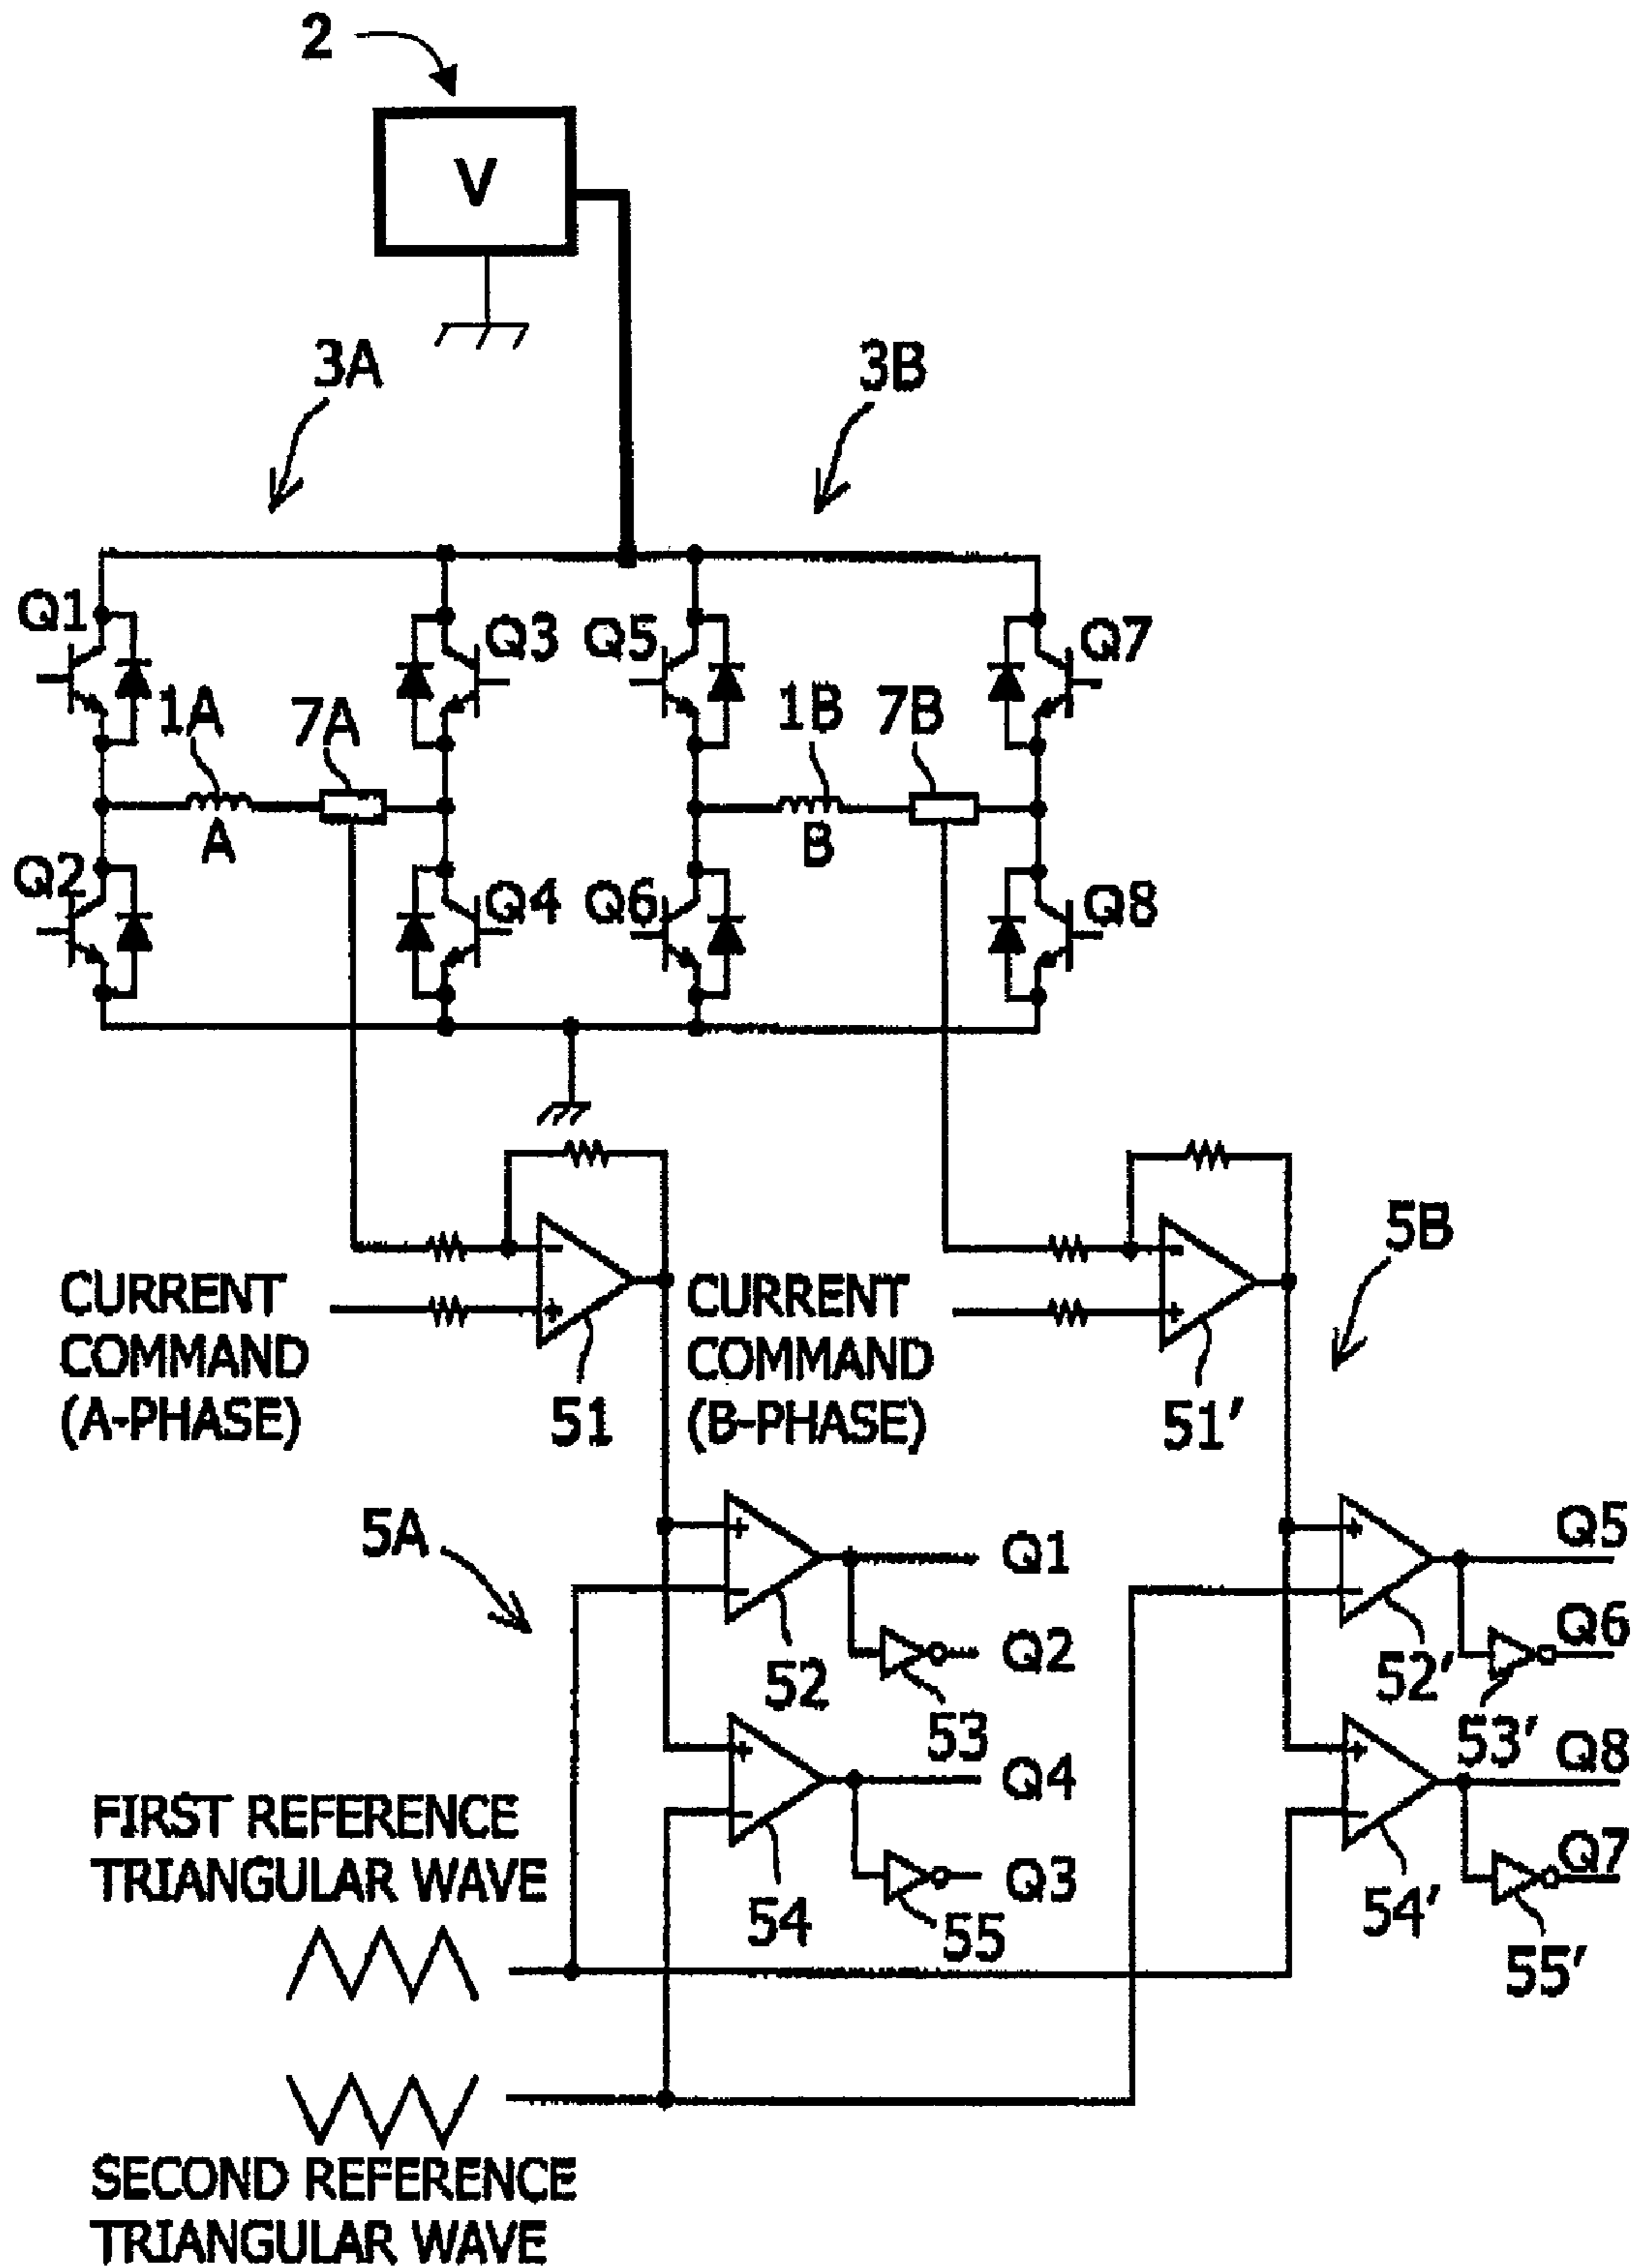 2
V
3A
3B
Q1
Q3
Q5
Q7
1A
7A
1B
7B
A
B
Q2
Q4
Q6
Q8
CURRENT
COMMAND
(A-PHASE)
51
CURRENT
COMMAND
(B-PHASE)
51'
5B
5A
Q1
Q2
52
53
Q4
Q3
54
55
Q5
Q6
52'
53'
Q8
Q7
54'
55'
FIRST REFERENCE
TRIANGULAR WAVE
SECOND REFERENCE
TRIANGULAR WAVE